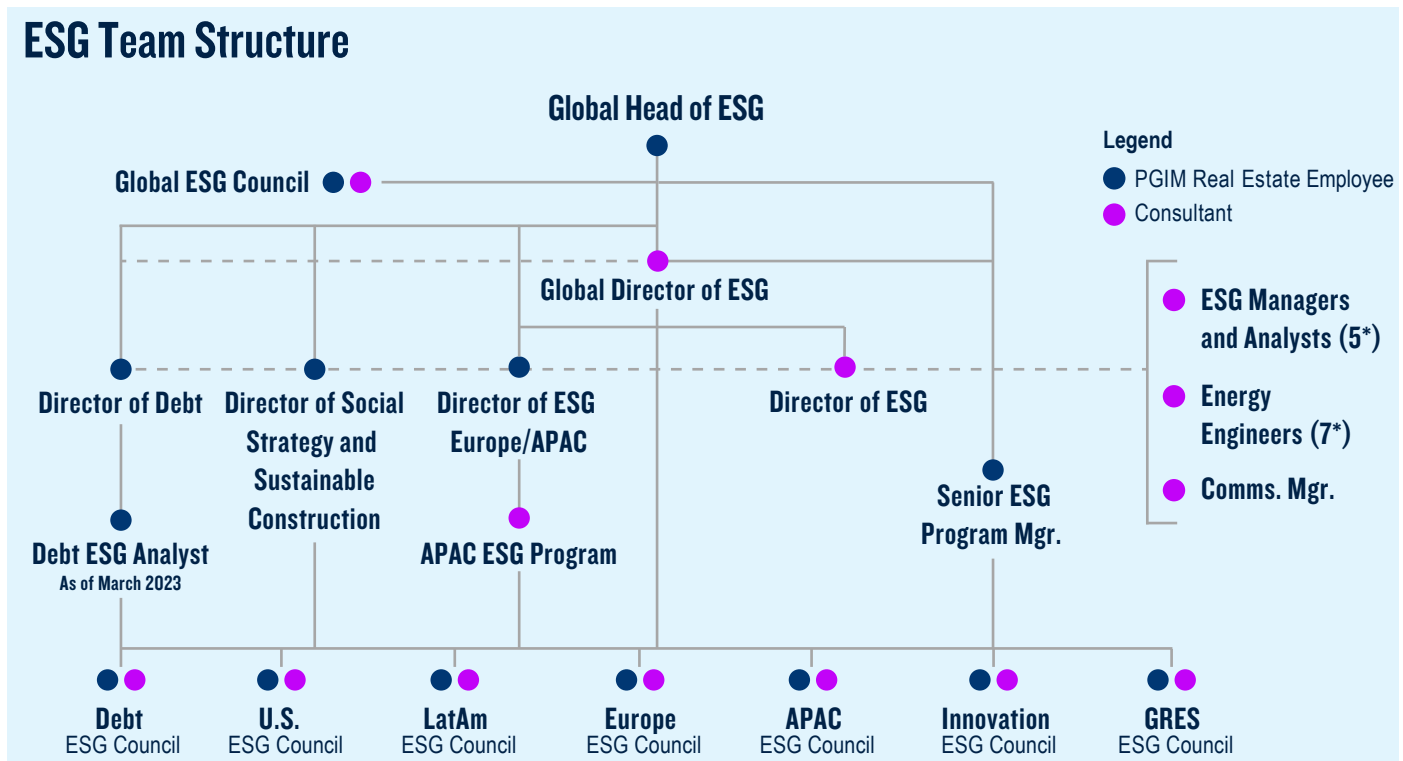 ESG Team Structure
Global Head of ESG
Global ESG Council
Legend
PGIM Real Estate Employee
Consultant
Global Director of ESG
ESG Managers
and Analysts (5*)
Energy
Engineers (7*)
Comms. Mgr.
Director of Debt
Director of Social
Strategy and
Sustainable
Construction
Director of ESG
Europe/APAC
Director of ESG
Senior ESG
Program Mgr.
Debt ESG Analyst
As of March 2023
APAC ESG Program
Debt
ESG Council
U.S.
ESG Council
LatAm
ESG Council
Europe
ESG Council
APAC
ESG Council
Innovation
ESG Council
GRES
ESG Council